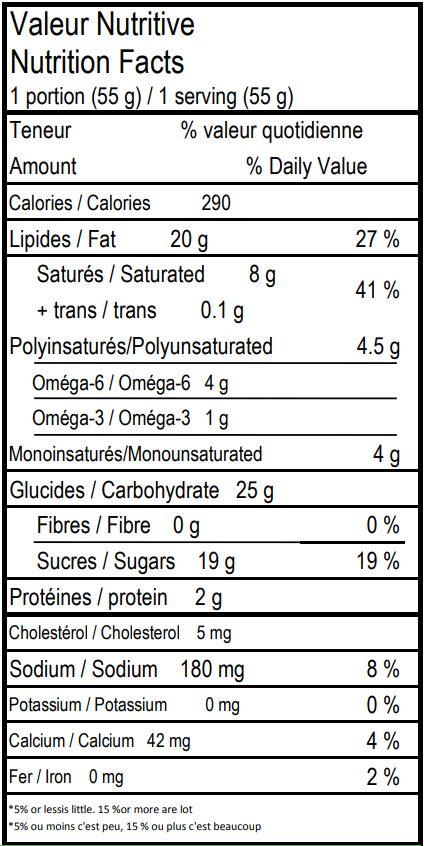 Valeur Nutritive
Nutrition Facts
1 portion (55 g) / 1 serving (55 g)
Teneur % valeur quotidienne
Amount % Daily Value
Calories / Calories 290
Lipides / Fat 20 g 27 %
Saturés / Saturated 8 g
41 %
+ trans / trans 0.1 g
Polyinsaturés/Polyunsaturated 4.5 g
Oméga-6 / Oméga-6 4 g
Oméga-3 / Oméga-3 1 g
Monoinsaturés/Monounsaturated 4 g
Glucides / Carbohydrate 25 g
Fibres / Fibre 0 g 0 %
Sucres / Sugars 19 g 19 %
Protéines / protein 2 g
Cholestérol / Cholesterol 5 mg
Sodium / Sodium 180 mg 8 %
Potassium / Potassium 0 mg 0 %
Calcium / Calcium 42 mg 4 %
Fer / Iron 0 mg 2 %
*5% or lessis little. 15 %or more are lot
*5% ou moins c'est peu, 15 % ou plus c'est beaucoup